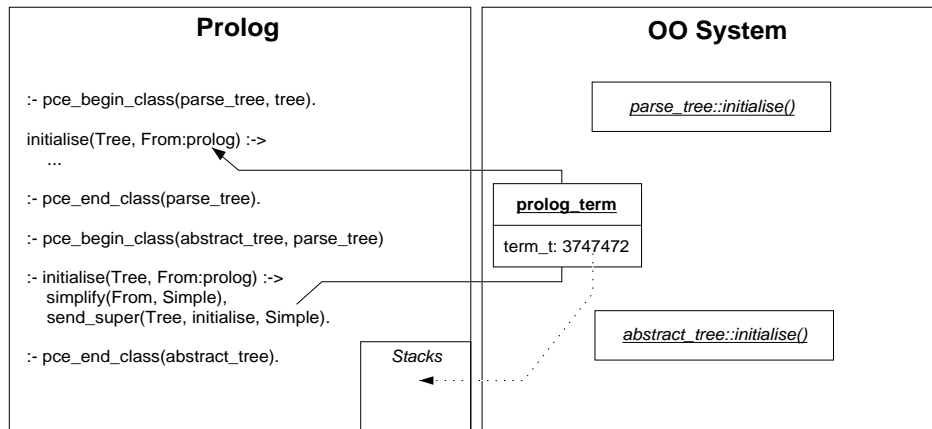 Prolog
:- pce_begin_class(parse_tree, tree).
initialise(Tree, From:prolog) :->
...
:- pce_end_class(parse_tree).
:- pce_begin_class(abstract_tree, parse_tree)
:- initialise(Tree, From:prolog) :->
simplify(From, Simple),
send_super(Tree, initialise, Simple).
:- pce_end_class(abstract_tree).
Stacks
OO System
parse_tree::initialise()
prolog_term
term_t: 3747472
abstract_tree::initialise()